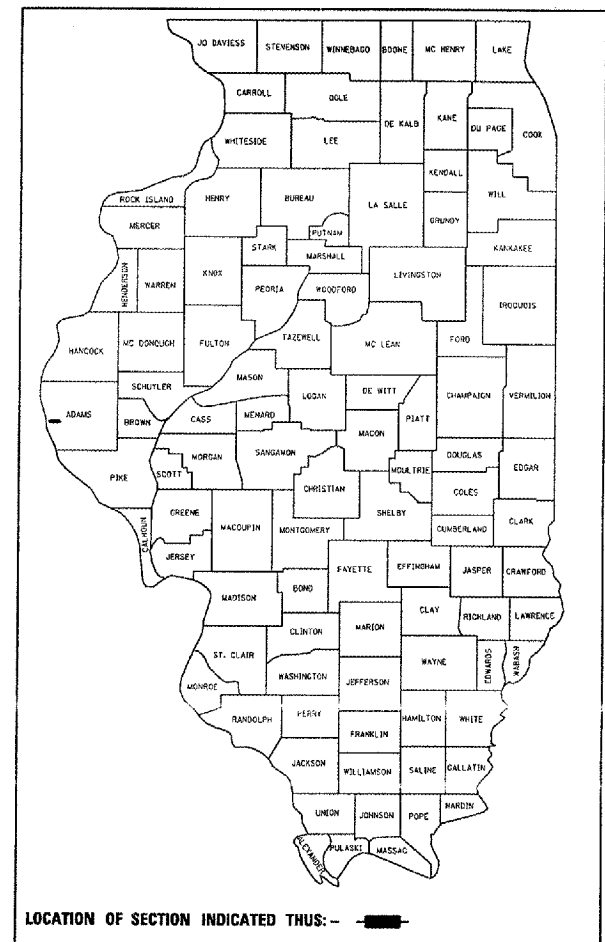 JO DAVIESS STEVENSON WINNEBAGO BOONE MC HENRY LAKE
CARROLL OGLE DE KALB KANE DU PAGE COOK
WHITESIDE LEE
KENDALL
WILL
ROCK ISLAND HENRY BUREAU LA SALLE GRUNDY
MERCER PUTNAM
STARK MARSHALL KANKAKEE
HENDERSON WARREN KNOX PEORIA WOODFORD LIVINGSTON IROQUOIS
TAZEWELL
HANCOCK MC DONOUGH FULTON MC LEAN FORD
MASON
SCHUYLER LOGAN DE WITT CHAMPAIGN VERMILION
ADAMS BROWN CASS MENARD PIATT
MACON
MORGAN SANGAMON DOUGLAS
PIKE SCOTT MOULTRIE EDGAR
CHRISTIAN COLES
GREENE MACOUPIN MONTGOMERY SHELBY
CALHOUN CUMBERLAND CLARK
JERSEY
FAYETTE EFFINGHAM JASPER CRAWFORD
MADISON BOND
CLAY RICHLAND LAWRENCE
CLINTON MARION
ST. CLAIR WAYNE EDWARDS WABASH
WASHINGTON JEFFERSON
MONROE
RANDOLPH PERRY HAMILTON WHITE
FRANKLIN
JACKSON WILLIAMSON SALINE GALLATIN
HARDIN
UNION JOHNSON POPE
ALEXANDER PULASKI MASSAC
LOCATION OF SECTION INDICATED THUS: -